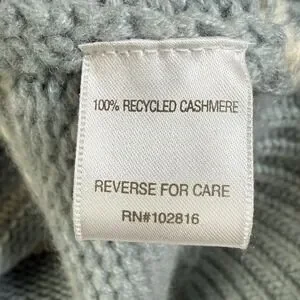 100% RECYCLED CASHMERE
REVERSE FOR CARE
RN#102816